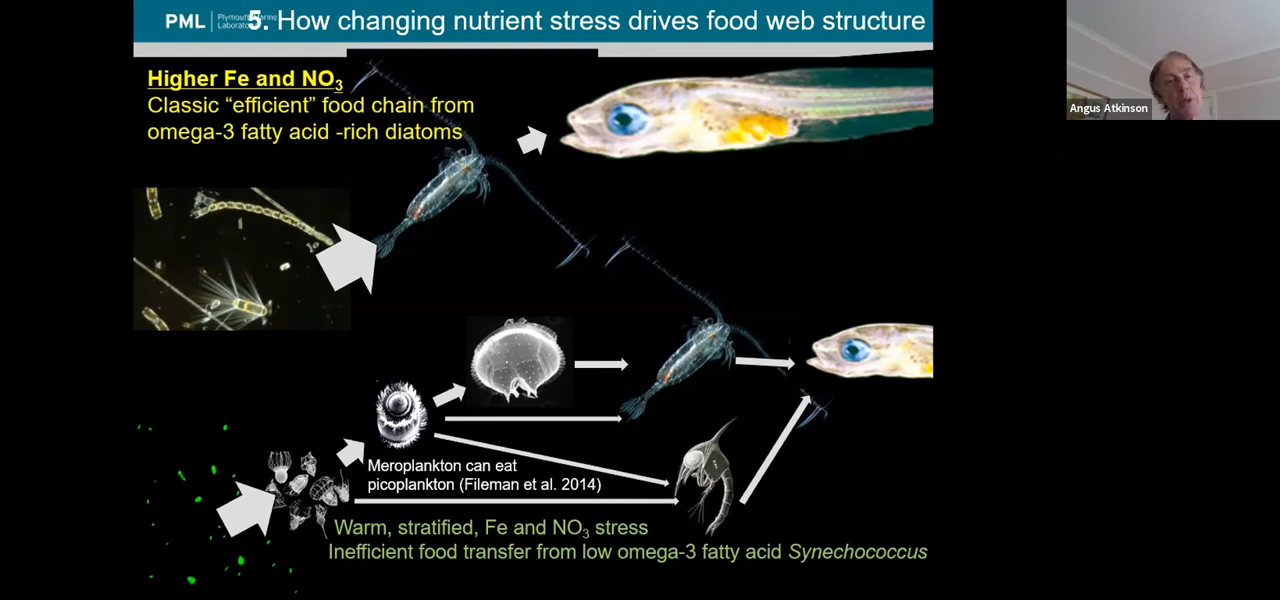 PML | Plymouth Marine
Laboratory
5. How changing nutrient stress drives food web structure
Higher Fe and NO3
Classic “efficient” food chain from
omega-3 fatty acid -rich diatoms
Angus Atkinson
Meroplankton can eat
picoplankton (Fileman et al. 2014)
Warm, stratified, Fe and NO3 stress
Inefficient food transfer from low omega-3 fatty acid Synechococcus